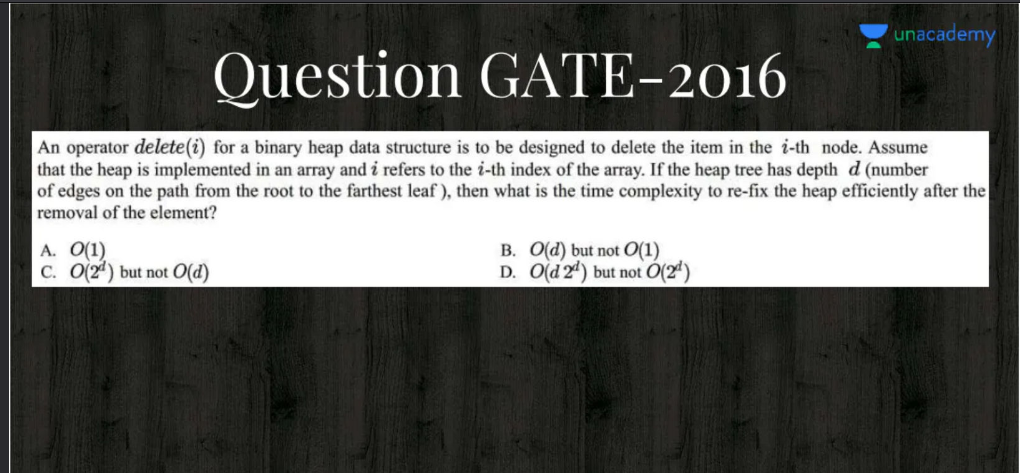 unacademy
Question GATE-2016
An operator delete(i) for a binary heap data structure is to be designed to delete the item in the i-th node. Assume
that the heap is implemented in an array and i refers to the i-th index of the array. If the heap tree has depth d (number
of edges on the path from the root to the farthest leaf ), then what is the time complexity to re-fix the heap efficiently after the
removal of the element?
A. O(1) B. O(d) but not O(1)
C. O(2^d) but not O(d) D. O(d 2^d) but not O(2^d)